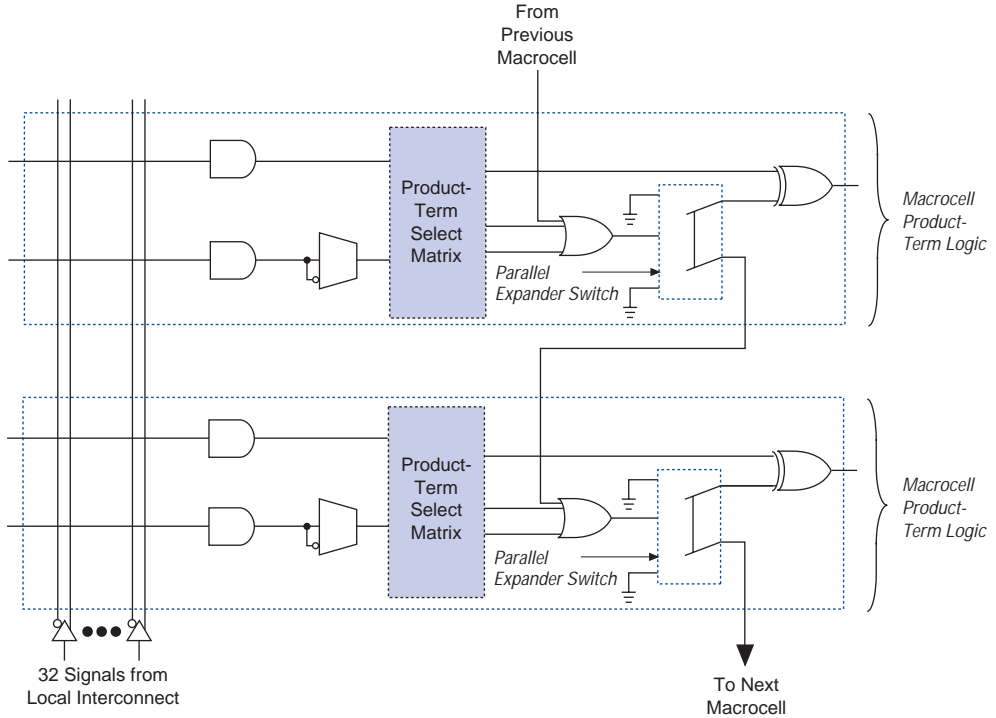 From
Previous
Macrocell
Product-
Term
Select
Matrix
Parallel
Expander Switch
Macrocell
Product-
Term Logic
Product-
Term
Select
Matrix
Parallel
Expander Switch
Macrocell
Product-
Term Logic
32 Signals from
Local Interconnect
To Next
Macrocell